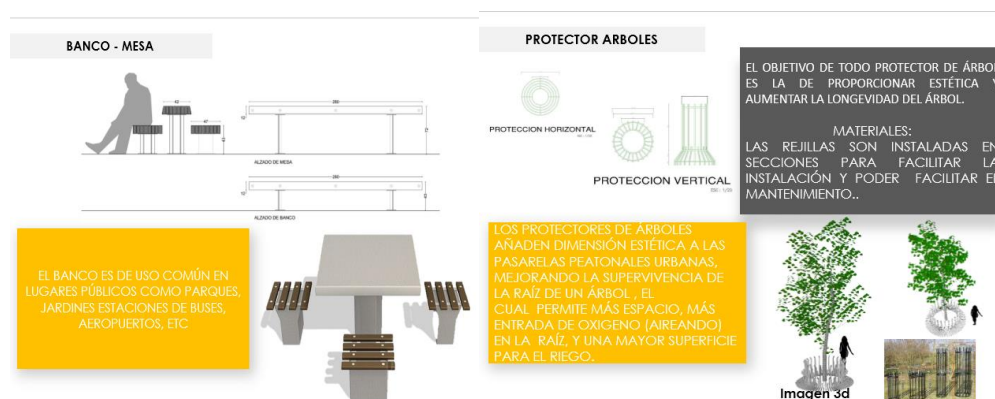 BANCO - MESA
ALZADO DE MESA
ALZADO DE BANCO
EL BANCO ES DE USO COMÚN EN
LUGARES PÚBLICOS COMO PARQUES,
JARDINES ESTACIONES DE BUSES,
AEROPUERTOS, ETC
PROTECTOR ARBOLES
PROTECCION HORIZONTAL
PROTECCION VERTICAL
EL OBJETIVO DE TODO PROTECTOR DE ÁRBOL
ES LA DE PROPORCIONAR ESTÉTICA Y
AUMENTAR LA LONGEVIDAD DEL ÁRBOL.
MATERIALES:
LAS REJILLAS SON INSTALADAS EN
SECCIONES PARA FACILITAR LA
INSTALACIÓN Y PODER FACILITAR EL
MANTENIMIENTO..
LOS PROTECTORES DE ÁRBOLES
AÑADEN DIMENSIÓN ESTÉTICA A LAS
PASARELAS PEATONALES URBANAS,
MEJORANDO LA SUPERVIVENCIA DE
LA RAÍZ DE UN ÁRBOL , EL
CUAL PERMITE MÁS ESPACIO, MÁS
ENTRADA DE OXIGENO (AIREANDO)
EN LA RAÍZ, Y UNA MAYOR SUPERFICIE
PARA EL RIEGO.
Imagen 3d